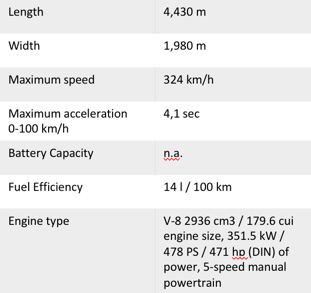 Length
4,430 m
Width
1,980 m
Maximum speed
324 km/h
Maximum acceleration
0-100 km/h
4,1 sec
Battery Capacity
n.a.
Fuel Efficiency
14 l / 100 km
Engine type
V-8 2936 cm3 / 179.6 cui
engine size, 351.5 kW /
478 PS / 471 hp (DIN) of
power, 5-speed manual
powertrain